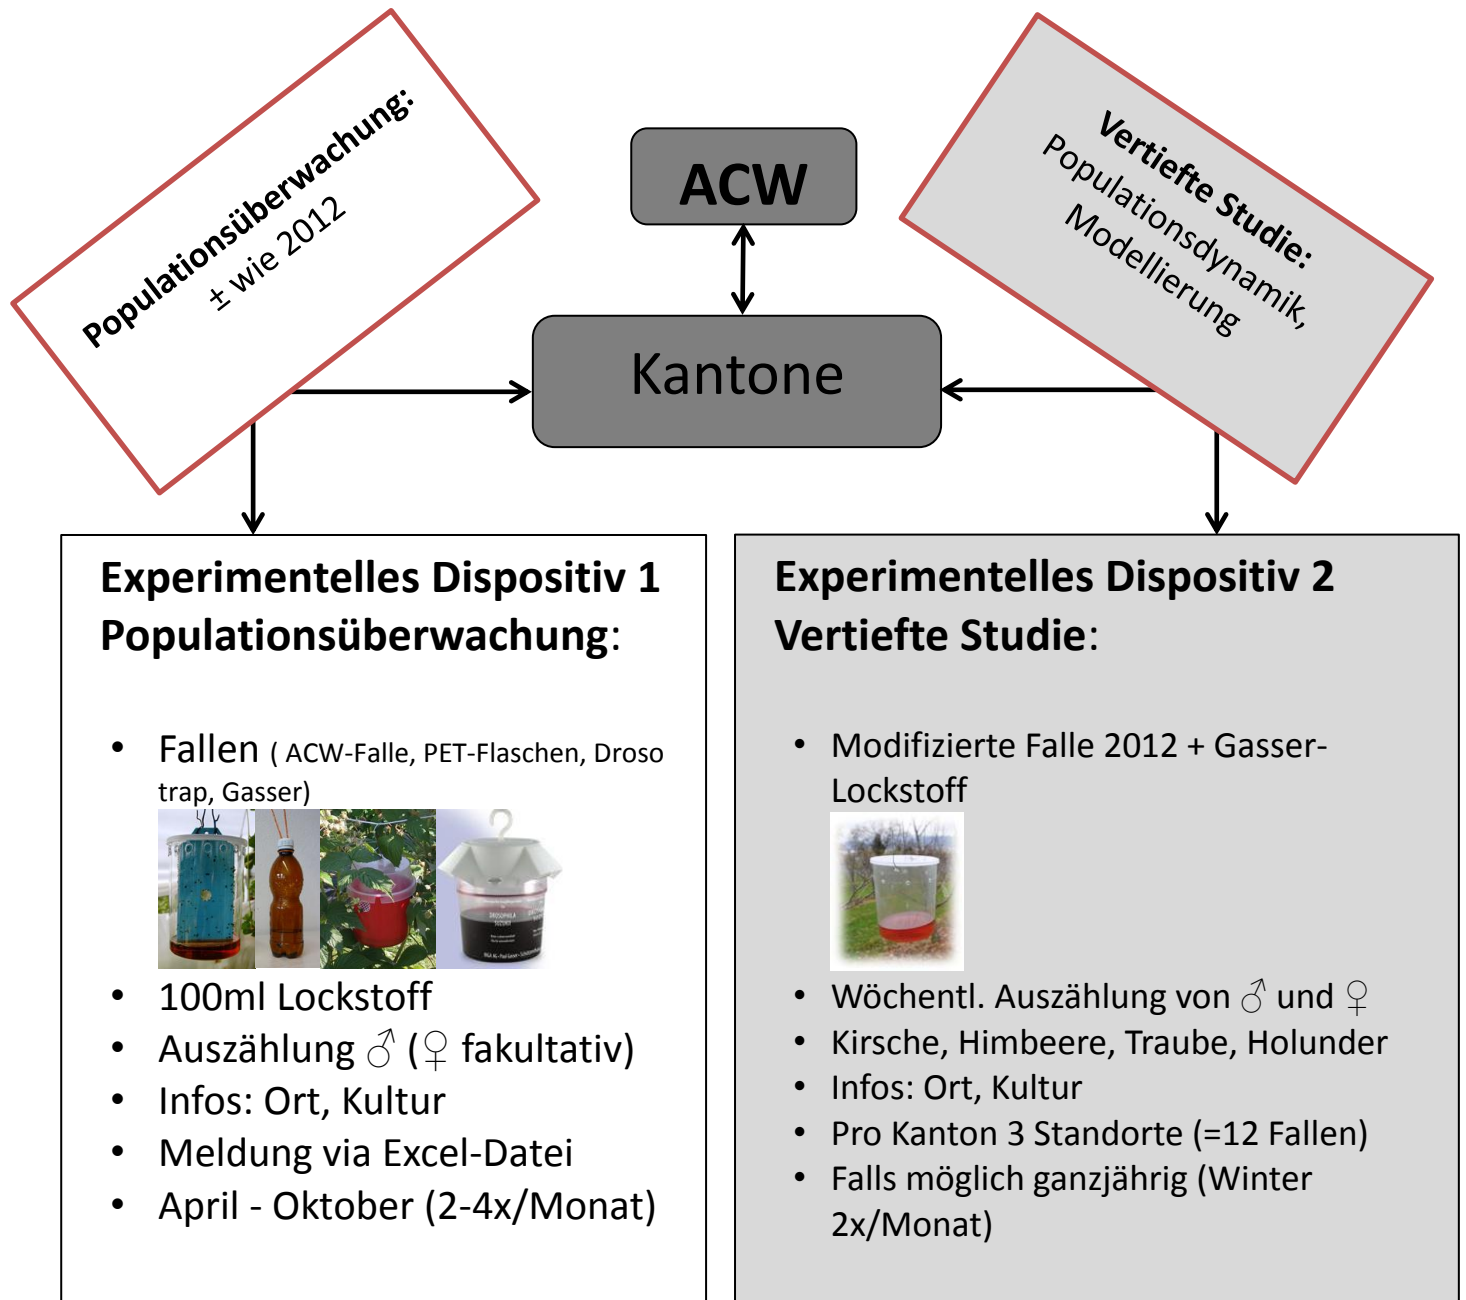 Populationsüberwachung:
± wie 2012
ACW
Vertiefte Studie:
Populationsdynamik,
Modellierung
Kantone
Experimentelles Dispositiv 1
Populationsüberwachung:
• Fallen ( ACW-Falle, PET-Flaschen, Droso
trap, Gasser)
DROSOPHILA
SUZUKII
• 100ml Lockstoff
• Auszählung ♂ (♀ fakultativ)
• Infos: Ort, Kultur
• Meldung via Excel-Datei
• April - Oktober (2-4x/Monat)
Experimentelles Dispositiv 2
Vertiefte Studie:
• Modifizierte Falle 2012 + Gasser-
Lockstoff
• Wöchentl. Auszählung von ♂ und ♀
• Kirsche, Himbeere, Traube, Holunder
• Infos: Ort, Kultur
• Pro Kanton 3 Standorte (=12 Fallen)
• Falls möglich ganzjährig (Winter
2x/Monat)